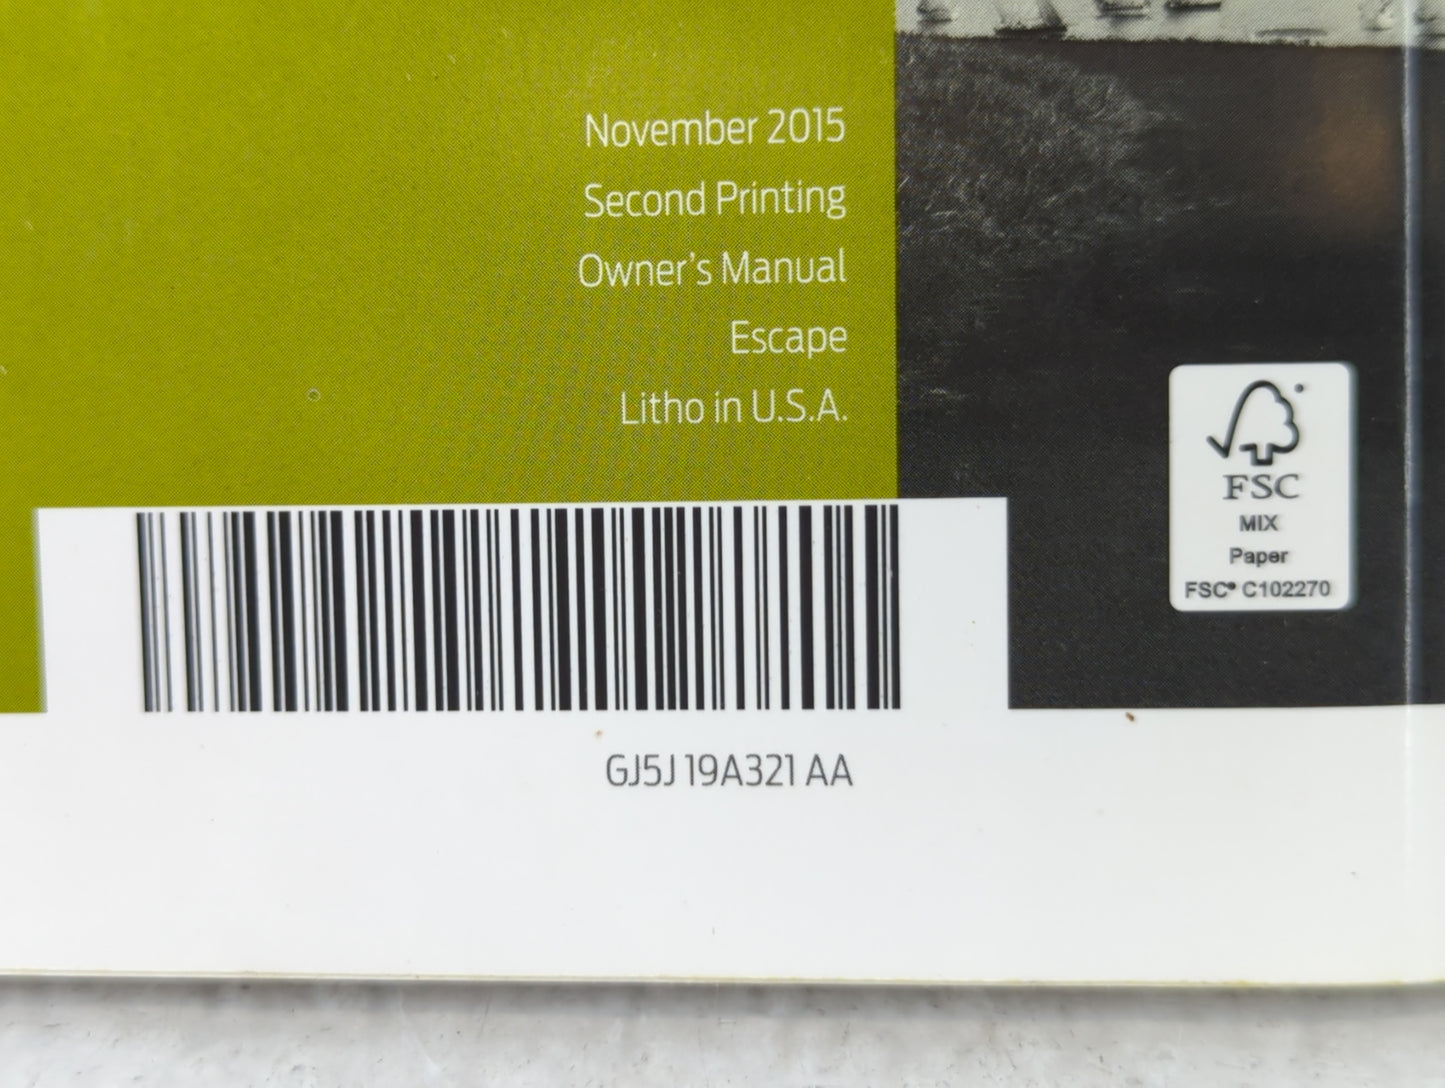 November 2015
Second Printing
Owner's Manual
Escape
Litho in U.S.A.
FSC
MIX
Paper
FSC® C102270
GJ5J 19A321 AA